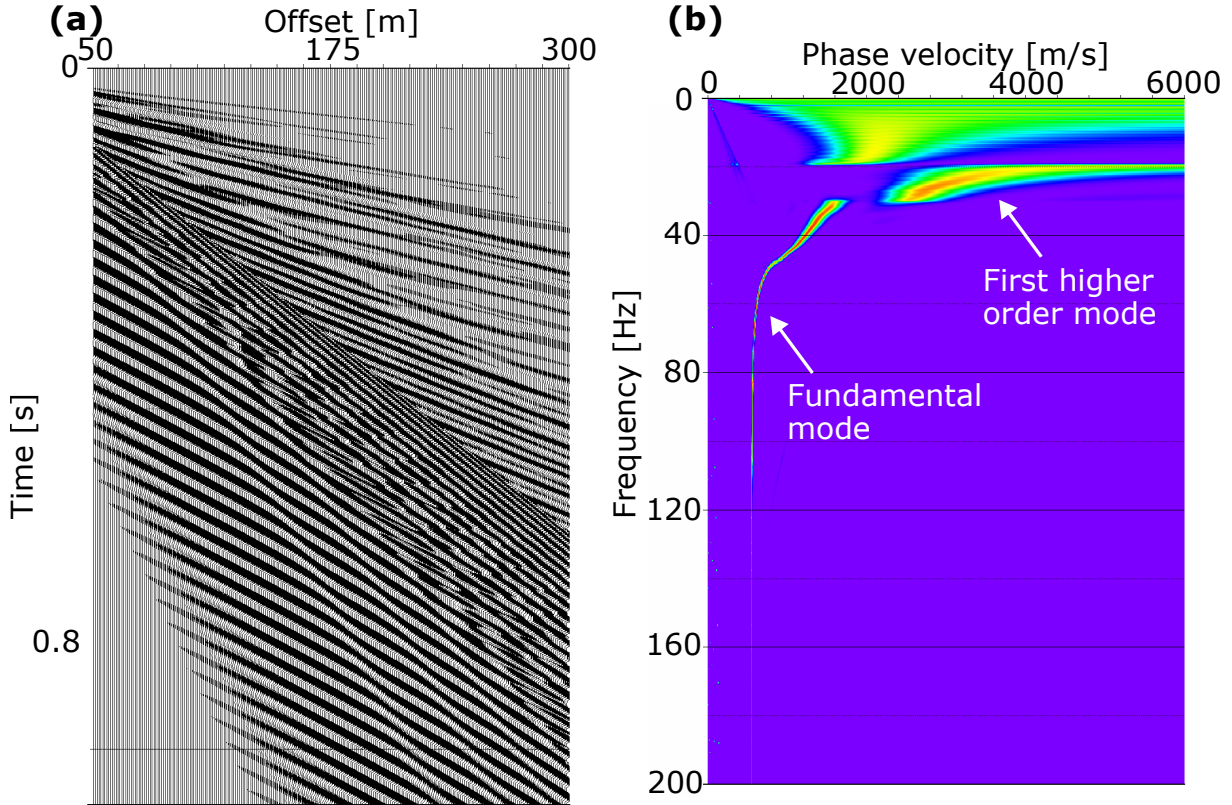 (a)
Offset [m]
50 175 300
0
0.8
Time [s]
(b)
Phase velocity [m/s]
0 2000 4000 6000
0
40
80
120
160
200
Frequency [Hz]
First higher
order mode
Fundamental
mode